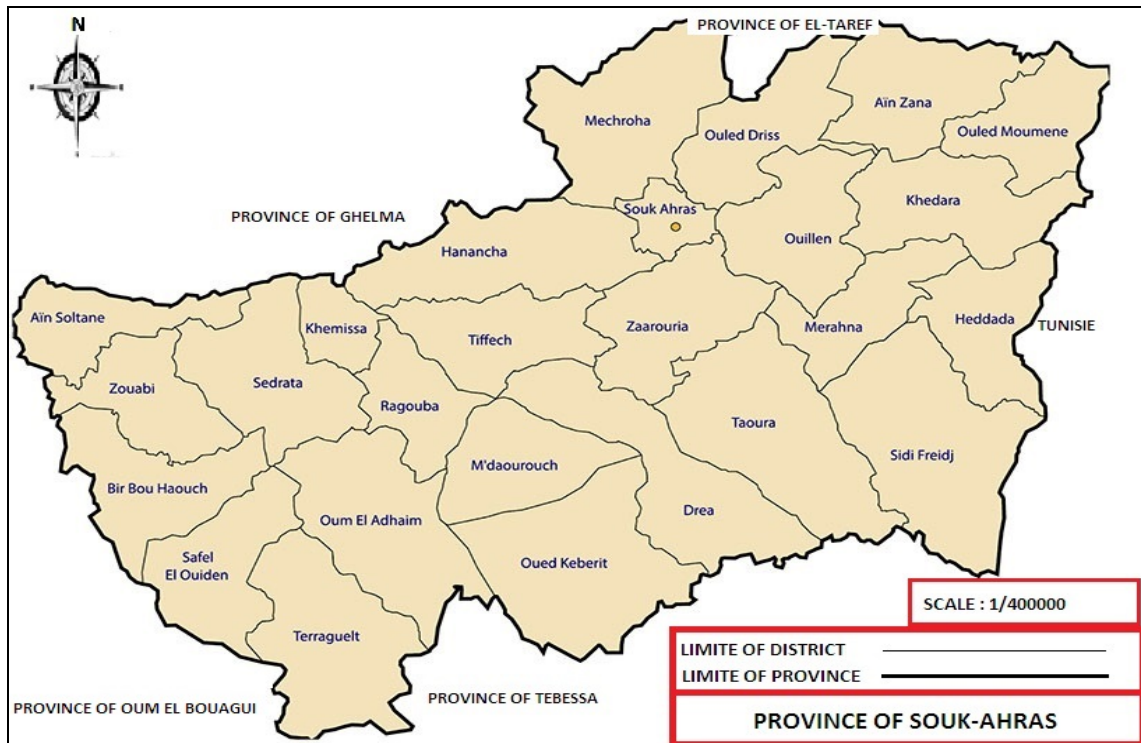 N
PROVINCE OF EL-TAREF
Aïn Zana
Mechroha
Ouled Driss
Ouled Moumene
Khedara
Souk Ahras
PROVINCE OF GHELMA
Ouillen
Hanancha
Aïn Soltane
Khemissa
Zaarouria
Merahna
Heddada
TUNISIE
Tiffech
Zouabi
Sedrata
Ragouba
Taoura
Sidi Freidj
M'daourouch
Bir Bou Haouch
Drea
Oum El Adhaim
Safel
El Ouiden
Oued Keberit
Terraguelt
SCALE : 1/400000
LIMITE OF DISTRICT
LIMITE OF PROVINCE
PROVINCE OF TEBESSA
PROVINCE OF OUM EL BOUAGUI
PROVINCE OF SOUK-AHRAS